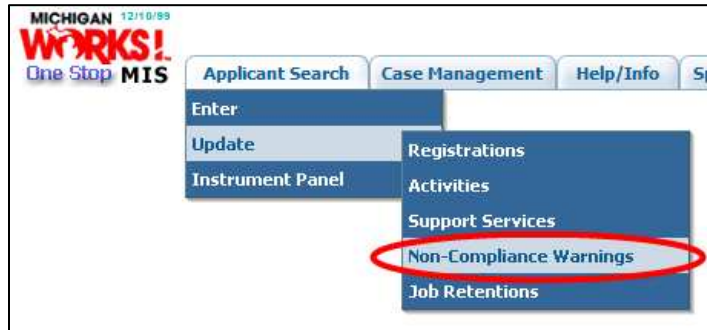 MICHIGAN 12/10/99
WORKS!
One Stop MIS
Applicant Search Case Management Help/Info
Enter
Update
Instrument Panel
Registrations
Activities
Support Services
Non-Compliance Warnings
Job Retentions